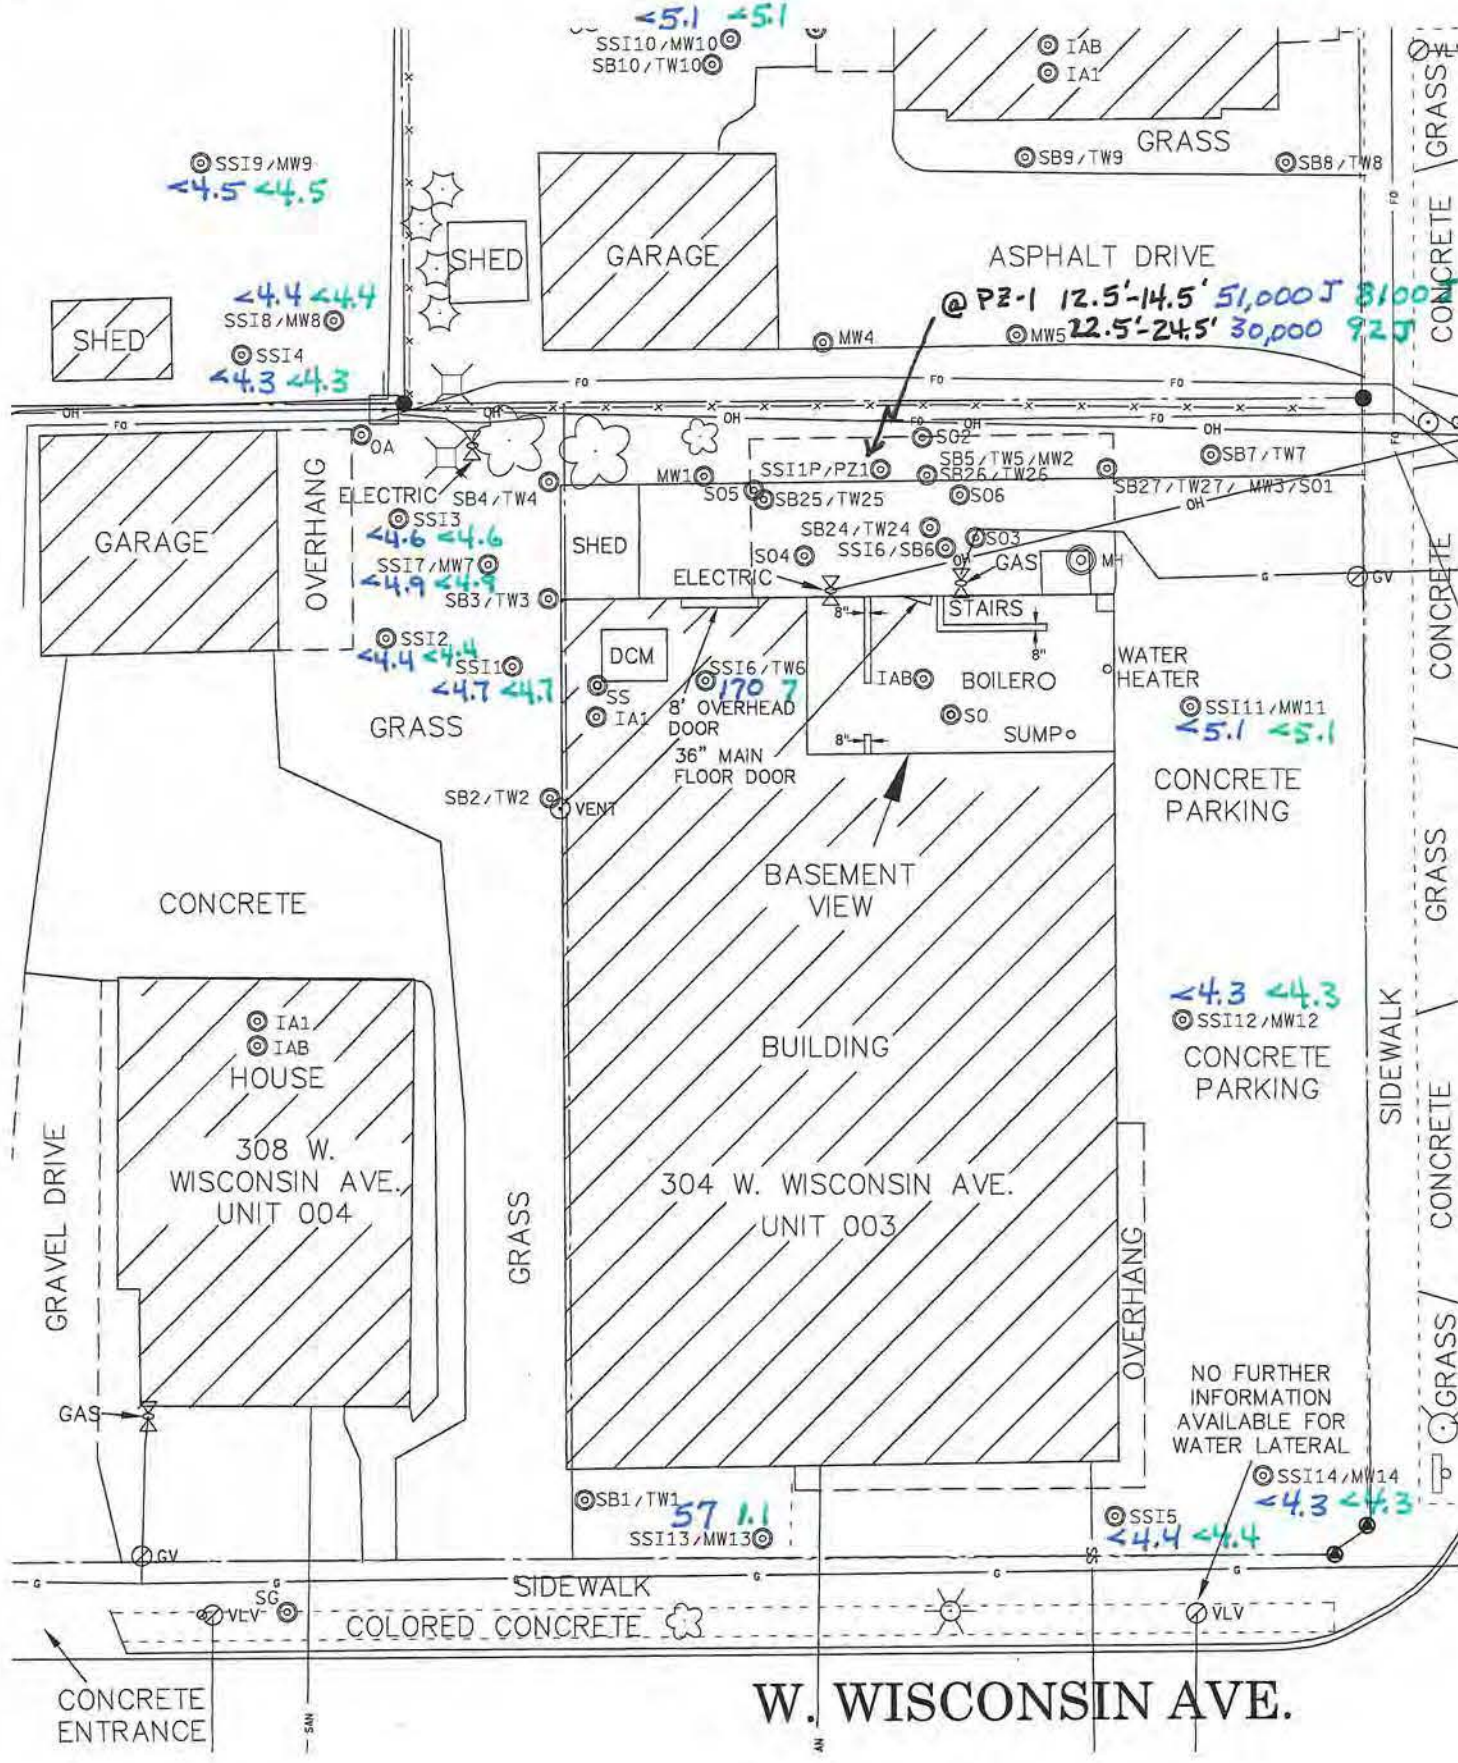 <5.1 <5.1
SSI10/MW10
SB10/TW10
IAB
IA1
GRASS
SB9/TW9
SB8/TW8
SSI9/MW9
<4.5 <4.5
SHED
GARAGE
ASPHALT DRIVE
@ PZ-1 12.5'-14.5' 51,000 J 8100 J
22.5'-24.5' 30,000 92 J
<4.4 <4.4
SSI8/MW8
SHED
SSI4
<4.3 <4.3
MW4
MW5
FO
FO
FO
OH
FO
OH
FO
OH
FO
OA
SO2
SB5/TW5/MW2
SSI1P/PZ1
SB26/TW26
SB7/TW7
MW1
SO5
SB25/TW25
SO6
SB27/TW27/ MW3/SO1
OH
ELECTRIC
SB4/TW4
OVERHANG
GARAGE
SSI3
<4.6 <4.6
SSI7/MW7
<4.9 <4.9
SB3/TW3
SHED
SB24/TW24
SSI6/SB6
SO3
SO4
OH
GAS
MH
ELECTRIC
G
GV
STAIRS
8"
8"
SSI2
<4.4 <4.4
SSI1
<4.7 <4.7
DCM
SS
IA1
SSI6/TW6
170 7
8' OVERHEAD
DOOR
36" MAIN
FLOOR DOOR
IAB
BOILER
SO
SUMP
8"
WATER
HEATER
SSI11/MW11
<5.1 <5.1
CONCRETE
PARKING
GRASS
SB2/TW2
VENT
BASEMENT
VIEW
CONCRETE
<4.3 <4.3
SSI12/MW12
CONCRETE
PARKING
IA1
IAB
HOUSE
308 W.
WISCONSIN AVE.
UNIT 004
BUILDING
304 W. WISCONSIN AVE.
UNIT 003
GRAVEL DRIVE
GRASS
OVERHANG
SIDEWALK
GRASS
CONCRETE
CONCRETE
GRASS
CONCRETE
GRASS
FO
FO
NO FURTHER
INFORMATION
AVAILABLE FOR
WATER LATERAL
GAS
SSI14/MW14
<4.3 <4.3
SB1/TW1
57 1.1
SSI13/MW13
SSI5
<4.4 <4.4
GV
G
G
G
G
G
G
SIDEWALK
SG
VLV
COLORED CONCRETE
VLV
CONCRETE
ENTRANCE
SAN
W. WISCONSIN AVE.